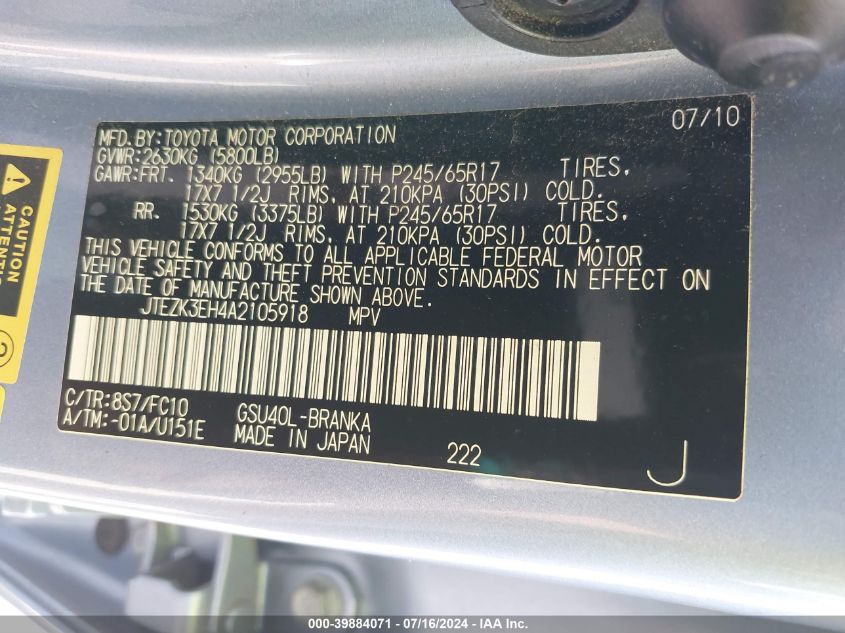 07/10
MFD. BY: TOYOTA MOTOR CORPORATION
GVWR: 2630KG (5800LB)
GAWR: FRT. 1340KG (2955LB) WITH P245/65R17 TIRES,
17X7 1/2J RIMS, AT 210KPA (30PSI) COLD.
RR. 1530KG (3375LB) WITH P245/65R17 TIRES,
17X7 1/2J RIMS, AT 210KPA (30PSI) COLD.
THIS VEHICLE CONFORMS TO ALL APPLICABLE FEDERAL MOTOR
VEHICLE SAFETY AND THEFT PREVENTION STANDARDS IN EFFECT ON
THE DATE OF MANUFACTURE SHOWN ABOVE.
JTEZK3EH4A2105918 MPV
C/TR: 8S7/FC10 GSU40L-BRANKA
A/TM: -01A/U151E MADE IN JAPAN 222 J
CAUTION
000-39884071 - 07/16/2024 - IAA Inc.